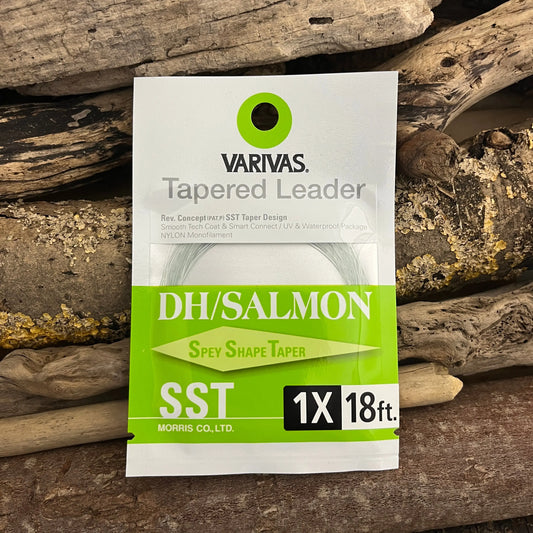 VARIVAS®
Tapered Leader
Rev. Concept (PAT.P) SST Taper Design
Smooth Tech Coat & Smart Connect / UV & Waterproof Package
NYLON Monofilament
DH/SALMON
SPEY SHAPE TAPER
SST
1X 18ft.
MORRIS CO., LTD.